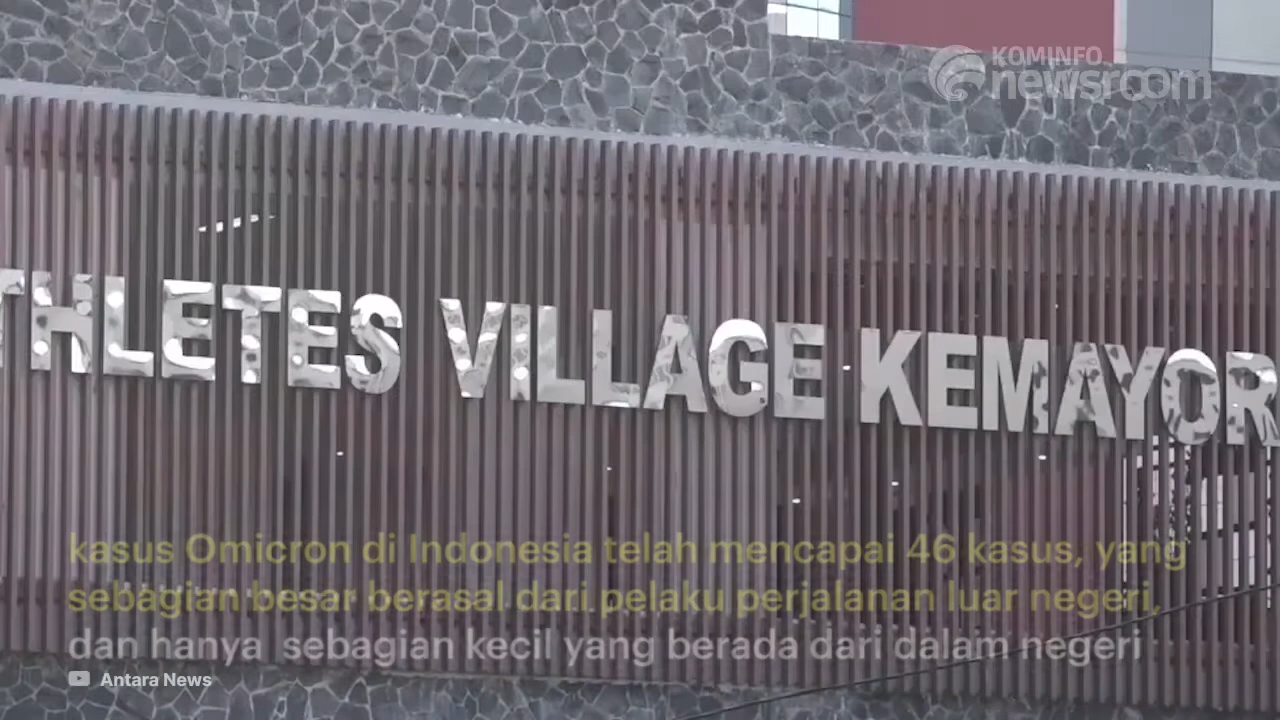 KOMINFO
newsroom
THLETES VILLAGE KEMAYOR
kasus Omicron di Indonesia telah mencapai 46 kasus, yang
sebagian besar berasal dari pelaku perjalanan luar negeri,
dan hanya sebagian kecil yang berada dari dalam negeri
Antara News